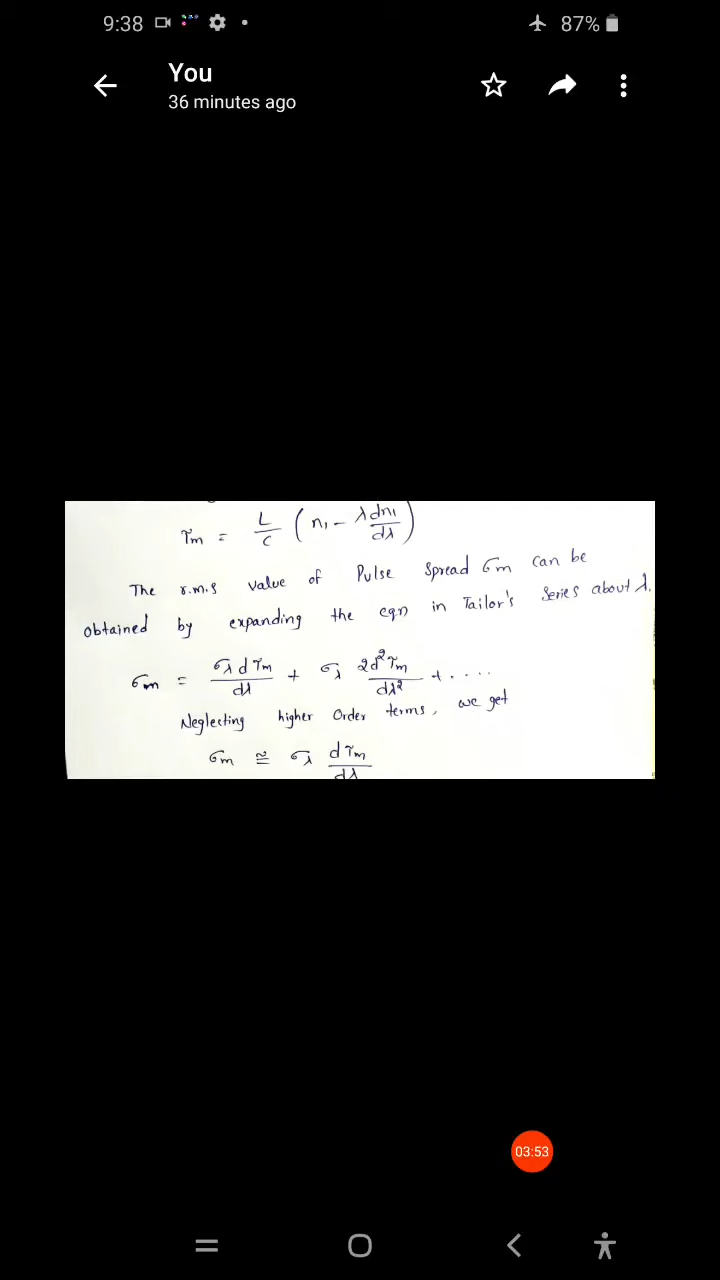 9:38
87%
You
36 minutes ago
τm = L/c (n1 - λdn1/dλ)
The r.m.s value of Pulse Spread σm can be
obtained by expanding the eqn in Tailor's Series about λ.
σm = σλ dτm/dλ + σλ 2d²τm/dλ² + .....
Neglecting higher Order terms, we get
σm ≅ σλ dτm/dλ
03:53